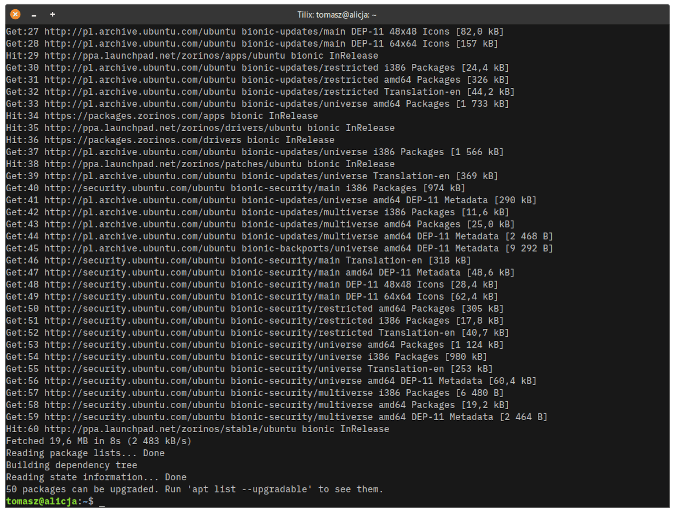 Tilix: tomasz@alicja: ~
Get:27 http://pl.archive.ubuntu.com/ubuntu bionic-updates/main DEP-11 48x48 Icons [82,0 kB]
Get:28 http://pl.archive.ubuntu.com/ubuntu bionic-updates/main DEP-11 64x64 Icons [157 kB]
Hit:29 http://ppa.launchpad.net/zorinos/apps/ubuntu bionic InRelease
Get:30 http://pl.archive.ubuntu.com/ubuntu bionic-updates/restricted i386 Packages [24,4 kB]
Get:31 http://pl.archive.ubuntu.com/ubuntu bionic-updates/restricted amd64 Packages [326 kB]
Get:32 http://pl.archive.ubuntu.com/ubuntu bionic-updates/restricted Translation-en [44,2 kB]
Get:33 http://pl.archive.ubuntu.com/ubuntu bionic-updates/universe amd64 Packages [1 733 kB]
Hit:34 https://packages.zorinos.com/apps bionic InRelease
Hit:35 http://ppa.launchpad.net/zorinos/drivers/ubuntu bionic InRelease
Hit:36 https://packages.zorinos.com/drivers bionic InRelease
Get:37 http://pl.archive.ubuntu.com/ubuntu bionic-updates/universe i386 Packages [1 566 kB]
Hit:38 http://ppa.launchpad.net/zorinos/patches/ubuntu bionic InRelease
Get:39 http://pl.archive.ubuntu.com/ubuntu bionic-updates/universe Translation-en [369 kB]
Get:40 http://security.ubuntu.com/ubuntu bionic-security/main i386 Packages [974 kB]
Get:41 http://pl.archive.ubuntu.com/ubuntu bionic-updates/universe amd64 DEP-11 Metadata [290 kB]
Get:42 http://pl.archive.ubuntu.com/ubuntu bionic-updates/multiverse i386 Packages [11,6 kB]
Get:43 http://pl.archive.ubuntu.com/ubuntu bionic-updates/multiverse amd64 Packages [25,0 kB]
Get:44 http://pl.archive.ubuntu.com/ubuntu bionic-updates/multiverse amd64 DEP-11 Metadata [2 468 B]
Get:45 http://pl.archive.ubuntu.com/ubuntu bionic-backports/universe amd64 DEP-11 Metadata [9 292 B]
Get:46 http://security.ubuntu.com/ubuntu bionic-security/main Translation-en [318 kB]
Get:47 http://security.ubuntu.com/ubuntu bionic-security/main amd64 DEP-11 Metadata [48,6 kB]
Get:48 http://security.ubuntu.com/ubuntu bionic-security/main DEP-11 48x48 Icons [28,4 kB]
Get:49 http://security.ubuntu.com/ubuntu bionic-security/main DEP-11 64x64 Icons [62,4 kB]
Get:50 http://security.ubuntu.com/ubuntu bionic-security/restricted amd64 Packages [305 kB]
Get:51 http://security.ubuntu.com/ubuntu bionic-security/restricted i386 Packages [17,8 kB]
Get:52 http://security.ubuntu.com/ubuntu bionic-security/restricted Translation-en [40,7 kB]
Get:53 http://security.ubuntu.com/ubuntu bionic-security/universe amd64 Packages [1 124 kB]
Get:54 http://security.ubuntu.com/ubuntu bionic-security/universe i386 Packages [980 kB]
Get:55 http://security.ubuntu.com/ubuntu bionic-security/universe Translation-en [253 kB]
Get:56 http://security.ubuntu.com/ubuntu bionic-security/universe amd64 DEP-11 Metadata [60,4 kB]
Get:57 http://security.ubuntu.com/ubuntu bionic-security/multiverse i386 Packages [6 480 B]
Get:58 http://security.ubuntu.com/ubuntu bionic-security/multiverse amd64 Packages [19,2 kB]
Get:59 http://security.ubuntu.com/ubuntu bionic-security/multiverse amd64 DEP-11 Metadata [2 464 B]
Hit:60 http://ppa.launchpad.net/zorinos/stable/ubuntu bionic InRelease
Fetched 19,6 MB in 8s (2 483 kB/s)
Reading package lists... Done
Building dependency tree
Reading state information... Done
50 packages can be upgraded. Run 'apt list --upgradable' to see them.
tomasz@alicja:~$ _